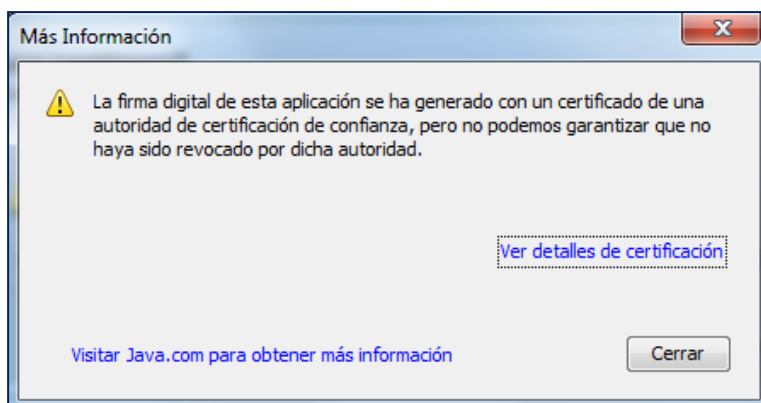 Más Información
La firma digital de esta aplicación se ha generado con un certificado de una
autoridad de certificación de confianza, pero no podemos garantizar que no
haya sido revocado por dicha autoridad.
Ver detalles de certificación
Visitar Java.com para obtener más información
Cerrar